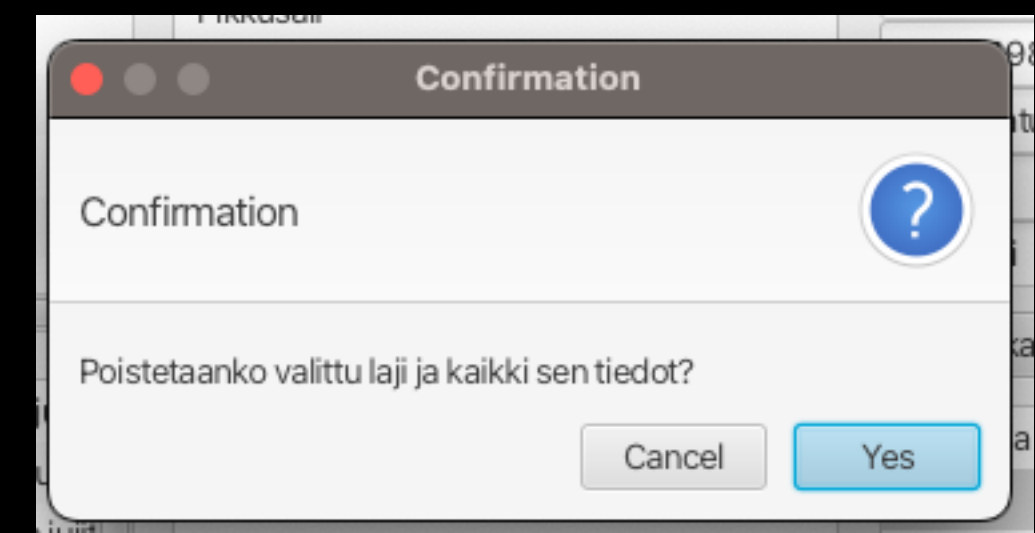 Confirmation
Confirmation
?
Poistetaanko valittu laji ja kaikki sen tiedot?
Cancel
Yes